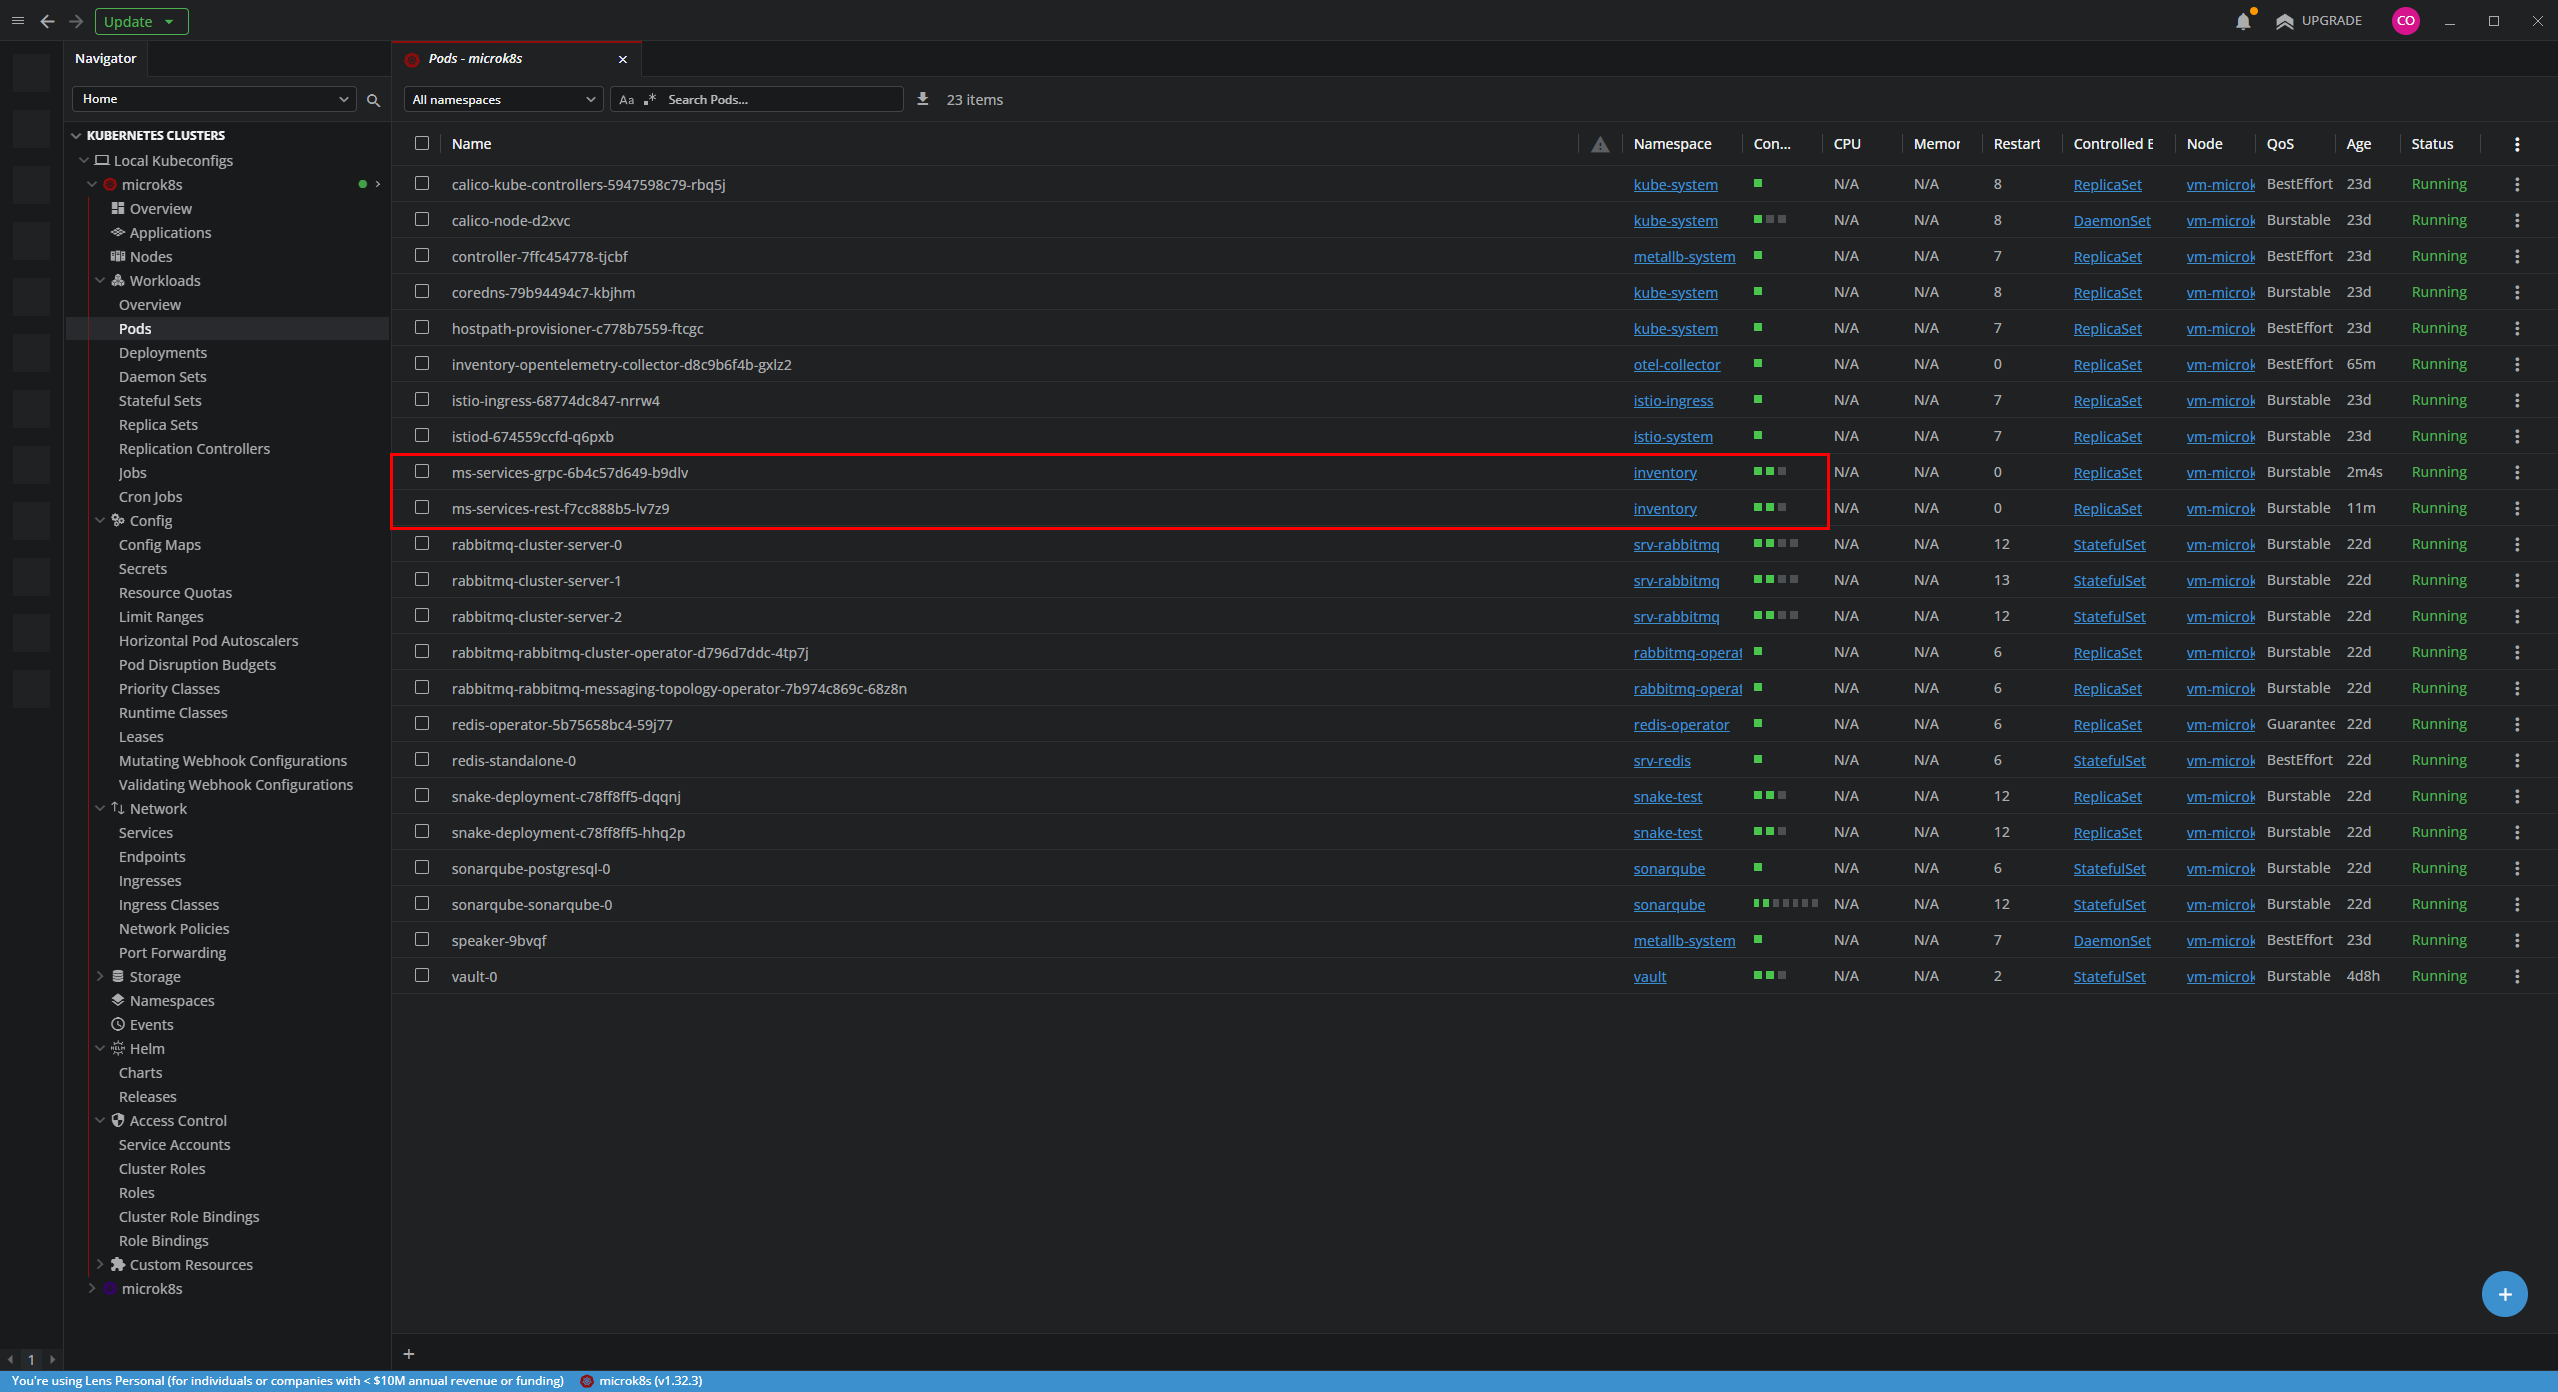 Update
UPGRADE
CO
Navigator
Pods - microk8s
Home
All namespaces
Aa .* Search Pods...
23 items
KUBERNETES CLUSTERS
Local Kubeconfigs
microk8s
Overview
Applications
Nodes
Workloads
Overview
Pods
Deployments
Daemon Sets
Stateful Sets
Replica Sets
Replication Controllers
Jobs
Cron Jobs
Config
Config Maps
Secrets
Resource Quotas
Limit Ranges
Horizontal Pod Autoscalers
Pod Disruption Budgets
Priority Classes
Runtime Classes
Leases
Mutating Webhook Configurations
Validating Webhook Configurations
Network
Services
Endpoints
Ingresses
Ingress Classes
Network Policies
Port Forwarding
Storage
Namespaces
Events
Helm
Charts
Releases
Access Control
Service Accounts
Cluster Roles
Roles
Cluster Role Bindings
Role Bindings
Custom Resources
microk8s
Name Namespace Con... CPU Memor Restart Controlled E Node QoS Age Status
calico-kube-controllers-5947598c79-rbq5j kube-system N/A N/A 8 ReplicaSet vm-microk BestEffort 23d Running
calico-node-d2xvc kube-system N/A N/A 8 DaemonSet vm-microk Burstable 23d Running
controller-7ffc454778-tjcbf metallb-system N/A N/A 7 ReplicaSet vm-microk BestEffort 23d Running
coredns-79b94494c7-kbjhm kube-system N/A N/A 8 ReplicaSet vm-microk Burstable 23d Running
hostpath-provisioner-c778b7559-ftcgc kube-system N/A N/A 7 ReplicaSet vm-microk BestEffort 23d Running
inventory-opentelemetry-collector-d8c9b6f4b-gxlz2 otel-collector N/A N/A 0 ReplicaSet vm-microk BestEffort 65m Running
istio-ingress-68774dc847-nrrw4 istio-ingress N/A N/A 7 ReplicaSet vm-microk Burstable 23d Running
istiod-674559ccfd-q6pxb istio-system N/A N/A 7 ReplicaSet vm-microk Burstable 23d Running
ms-services-grpc-6b4c57d649-b9dlv inventory N/A N/A 0 ReplicaSet vm-microk Burstable 2m4s Running
ms-services-rest-f7cc888b5-lv7z9 inventory N/A N/A 0 ReplicaSet vm-microk Burstable 11m Running
rabbitmq-cluster-server-0 srv-rabbitmq N/A N/A 12 StatefulSet vm-microk Burstable 22d Running
rabbitmq-cluster-server-1 srv-rabbitmq N/A N/A 13 StatefulSet vm-microk Burstable 22d Running
rabbitmq-cluster-server-2 srv-rabbitmq N/A N/A 12 StatefulSet vm-microk Burstable 22d Running
rabbitmq-rabbitmq-cluster-operator-d796d7ddc-4tp7j rabbitmq-operat N/A N/A 6 ReplicaSet vm-microk Burstable 22d Running
rabbitmq-rabbitmq-messaging-topology-operator-7b974c869c-68z8n rabbitmq-operat N/A N/A 6 ReplicaSet vm-microk Burstable 22d Running
redis-operator-5b75658bc4-59j77 redis-operator N/A N/A 6 ReplicaSet vm-microk Guarantee 22d Running
redis-standalone-0 srv-redis N/A N/A 6 StatefulSet vm-microk BestEffort 22d Running
snake-deployment-c78ff8ff5-dqqnj snake-test N/A N/A 12 ReplicaSet vm-microk Burstable 22d Running
snake-deployment-c78ff8ff5-hhq2p snake-test N/A N/A 12 ReplicaSet vm-microk Burstable 22d Running
sonarqube-postgresql-0 sonarqube N/A N/A 6 StatefulSet vm-microk Burstable 22d Running
sonarqube-sonarqube-0 sonarqube N/A N/A 12 StatefulSet vm-microk Burstable 22d Running
speaker-9bvqf metallb-system N/A N/A 7 DaemonSet vm-microk BestEffort 23d Running
vault-0 vault N/A N/A 2 StatefulSet vm-microk Burstable 4d8h Running
1
You're using Lens Personal (for individuals or companies with < $10M annual revenue or funding) microk8s (v1.32.3)